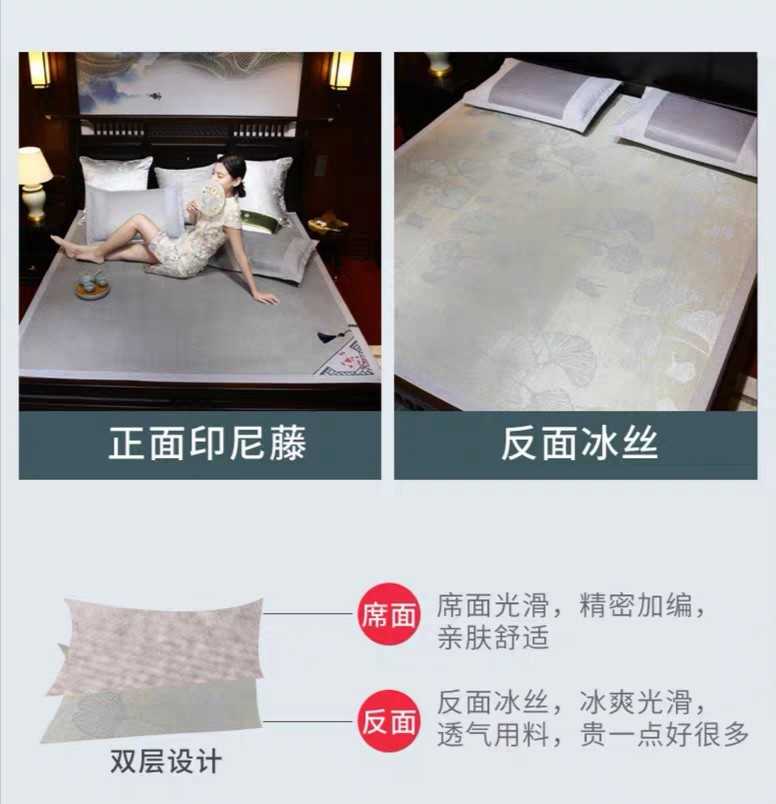 正面印尼藤
反面冰丝
席面
席面光滑，精密加编，
亲肤舒适
反面
反面冰丝，冰爽光滑，
透气用料，贵一点好很多
双层设计